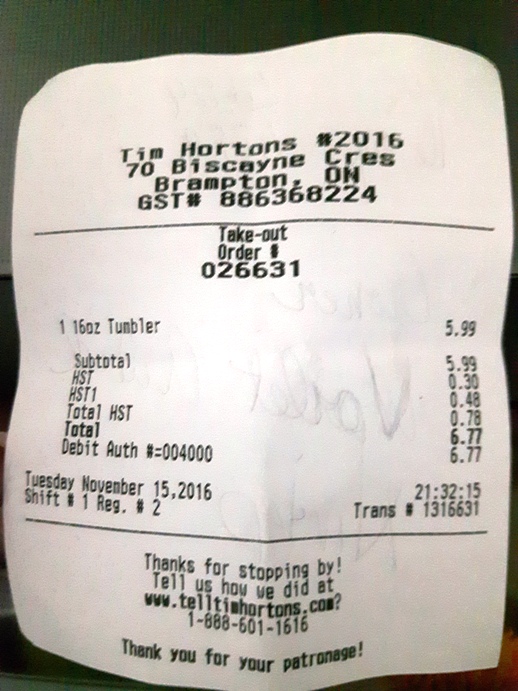 Tim Hortons #2016
70 Biscayne Cres
Brampton, ON
GST# 886368224
Take-out
Order #
026631
1 16oz Tumbler 5.99
Subtotal 5.99
HST 0.30
HST1 0.48
Total HST 0.78
Total 6.77
Debit Auth #=004000 6.77
Tuesday November 15,2016 21:32:15
Shift # 1 Reg. # 2 Trans # 1316631
Thanks for stopping by!
Tell us how we did at
www.telltimhortons.com?
1-888-601-1616
Thank you for your patronage!